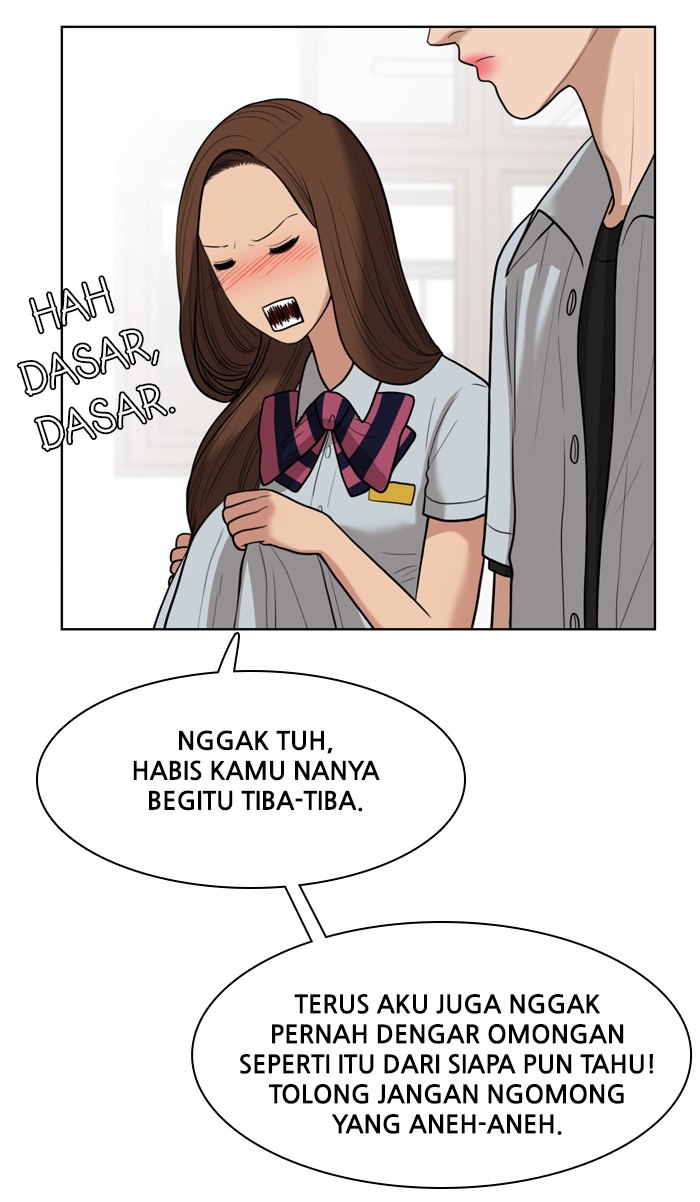 HAH
DASAR,
DASAR.
NGGAK TUH,
HABIS KAMU NANYA
BEGITU TIBA-TIBA.
TERUS AKU JUGA NGGAK
PERNAH DENGAR OMONGAN
SEPERTI ITU DARI SIAPA PUN TAHU!
TOLONG JANGAN NGOMONG
YANG ANEH-ANEH.